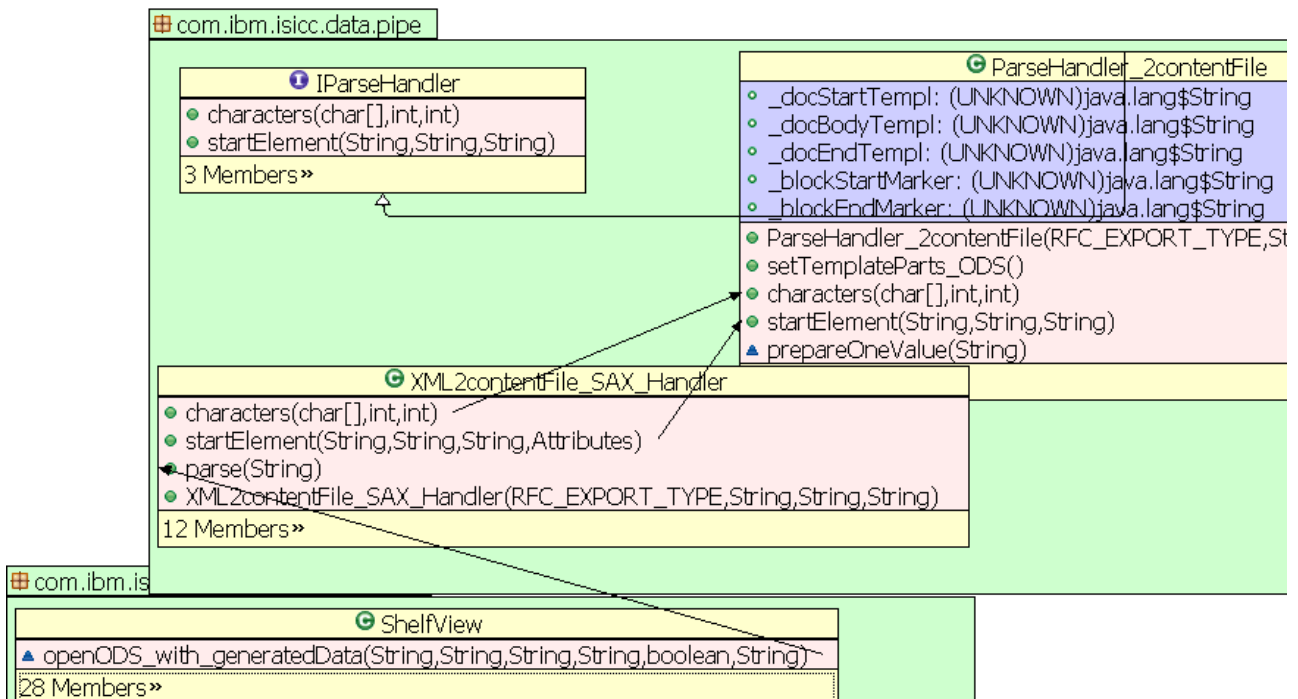 com.ibm.isicc.data.pipe
IParseHandler
characters(char[],int,int)
startElement(String,String,String)
3 Members»
ParseHandler_2contentFile
_docStartTempl: (UNKNOWN)java.lang$String
_docBodyTempl: (UNKNOWN)java.lang$String
_docEndTempl: (UNKNOWN)java.lang$String
_blockStartMarker: (UNKNOWN)java.lang$String
_blockEndMarker: (UNKNOWN)java.lang$String
ParseHandler_2contentFile(RFC_EXPORT_TYPE,St
setTemplateParts_ODS()
characters(char[],int,int)
startElement(String,String,String)
prepareOneValue(String)
XML2contentFile_SAX_Handler
characters(char[],int,int)
startElement(String,String,String,Attributes)
parse(String)
XML2contentFile_SAX_Handler(RFC_EXPORT_TYPE,String,String,String)
12 Members»
com.ibm.is
ShelfView
openODS_with_generatedData(String,String,String,String,boolean,String)
28 Members»